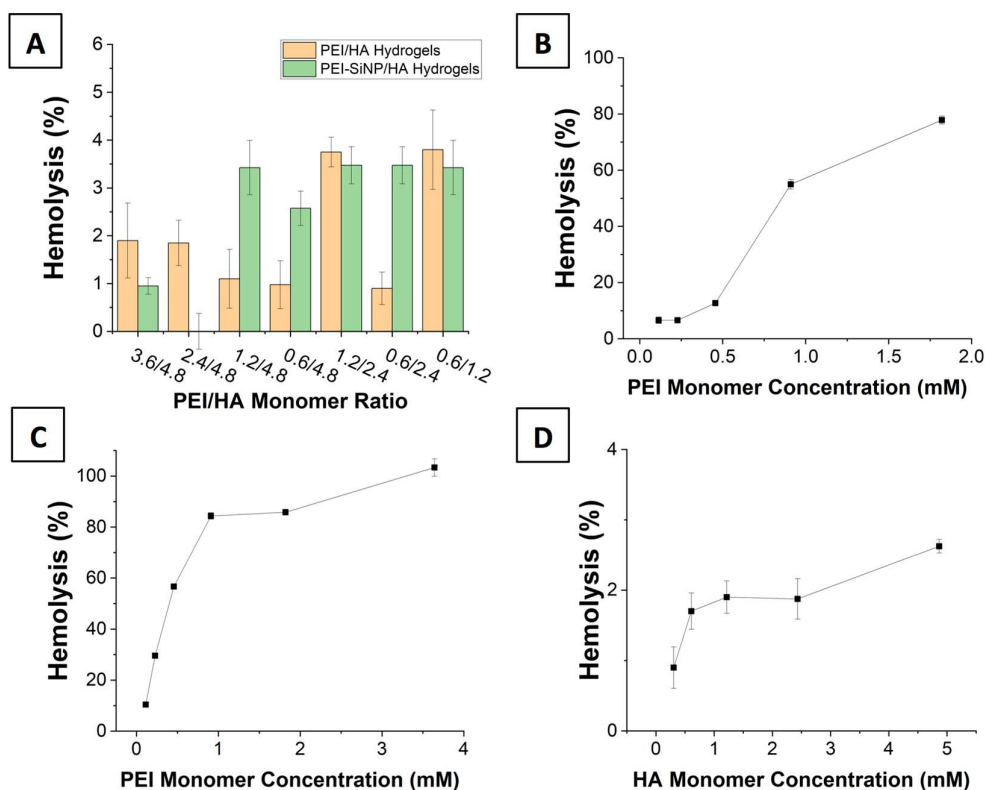 A
Hemolysis (%)
6
5
4
3
2
1
0
PEI/HA Hydrogels
PEI-SiNP/HA Hydrogels
3.6/4.8
2.4/4.8
1.2/4.8
0.6/4.8
1.2/2.4
0.6/2.4
0.6/1.2
PEI/HA Monomer Ratio
B
Hemolysis (%)
100
80
60
40
20
0
0.0 0.5 1.0 1.5 2.0
PEI Monomer Concentration (mM)
C
Hemolysis (%)
100
80
60
40
20
0
0 1 2 3 4
PEI Monomer Concentration (mM)
D
Hemolysis (%)
4
2
0
0 1 2 3 4 5
HA Monomer Concentration (mM)